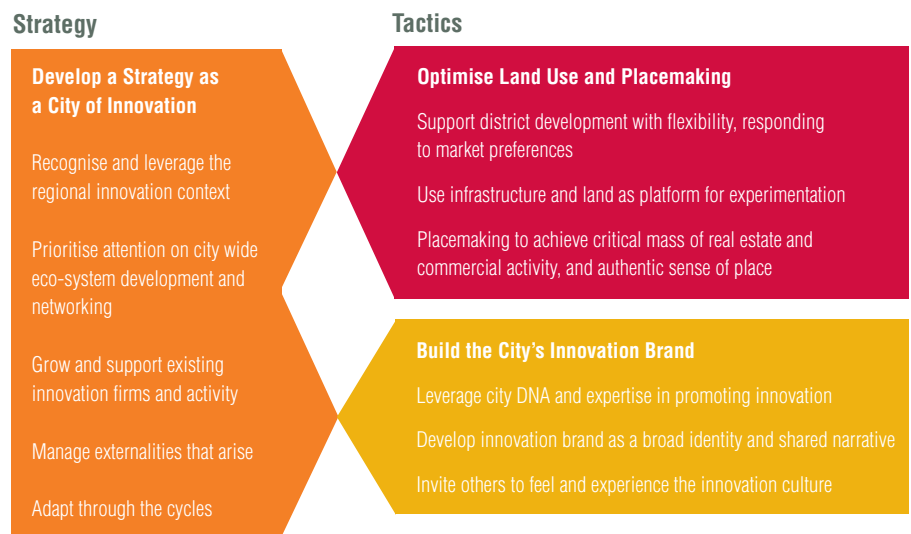 Strategy
Develop a Strategy as
a City of Innovation
Recognise and leverage the
regional innovation context
Prioritise attention on city wide
eco-system development and
networking
Grow and support existing
innovation firms and activity
Manage externalities that arise
Adapt through the cycles
Tactics
Optimise Land Use and Placemaking
Support district development with flexibility, responding
to market preferences
Use infrastructure and land as platform for experimentation
Placemaking to achieve critical mass of real estate and
commercial activity, and authentic sense of place
Build the City's Innovation Brand
Leverage city DNA and expertise in promoting innovation
Develop innovation brand as a broad identity and shared narrative
Invite others to feel and experience the innovation culture